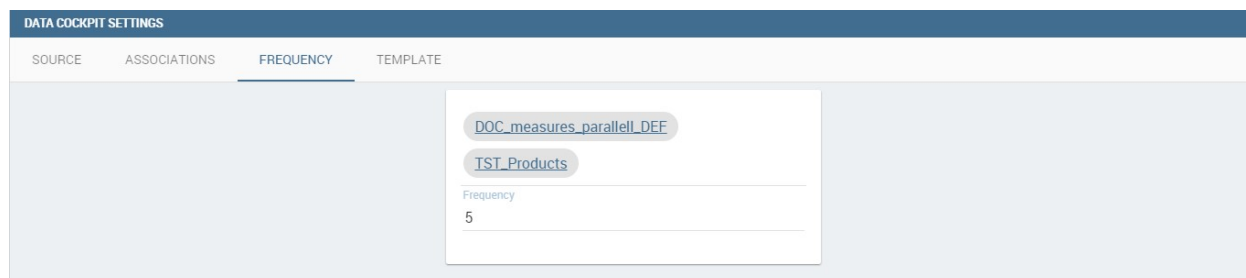 DATA COCKPIT SETTINGS
SOURCE ASSOCIATIONS FREQUENCY TEMPLATE
DOC_measures_parallell_DEF
TST_Products
Frequency
5